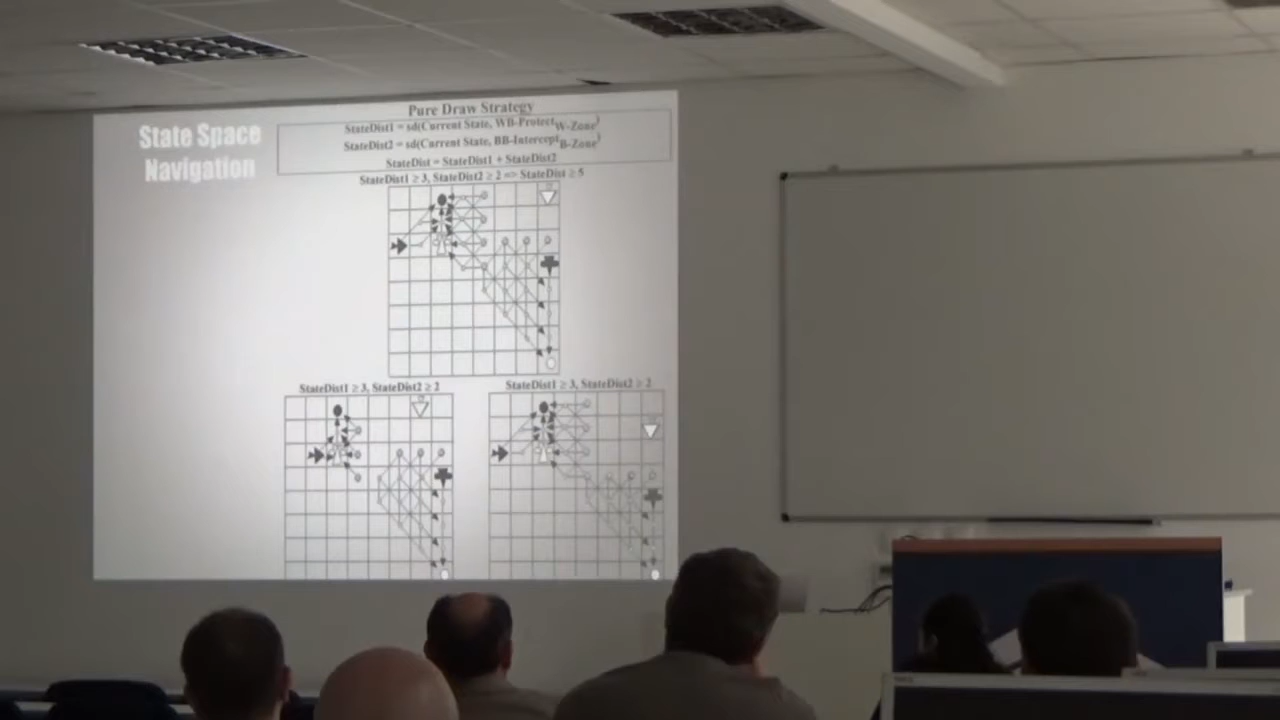 State Space
Navigation
Pure Draw Strategy
StateDist1 = sd(Current State, WB-Protect W-Zone)
StateDist2 = sd(Current State, BB-Intercept B-Zone)
StateDist = StateDist1 + StateDist2
StateDist1 ≥ 3, StateDist2 ≥ 2 => StateDist ≥ 5
StateDist1 ≥ 3, StateDist2 ≥ 2
StateDist1 ≥ 3, StateDist2 ≥ 2